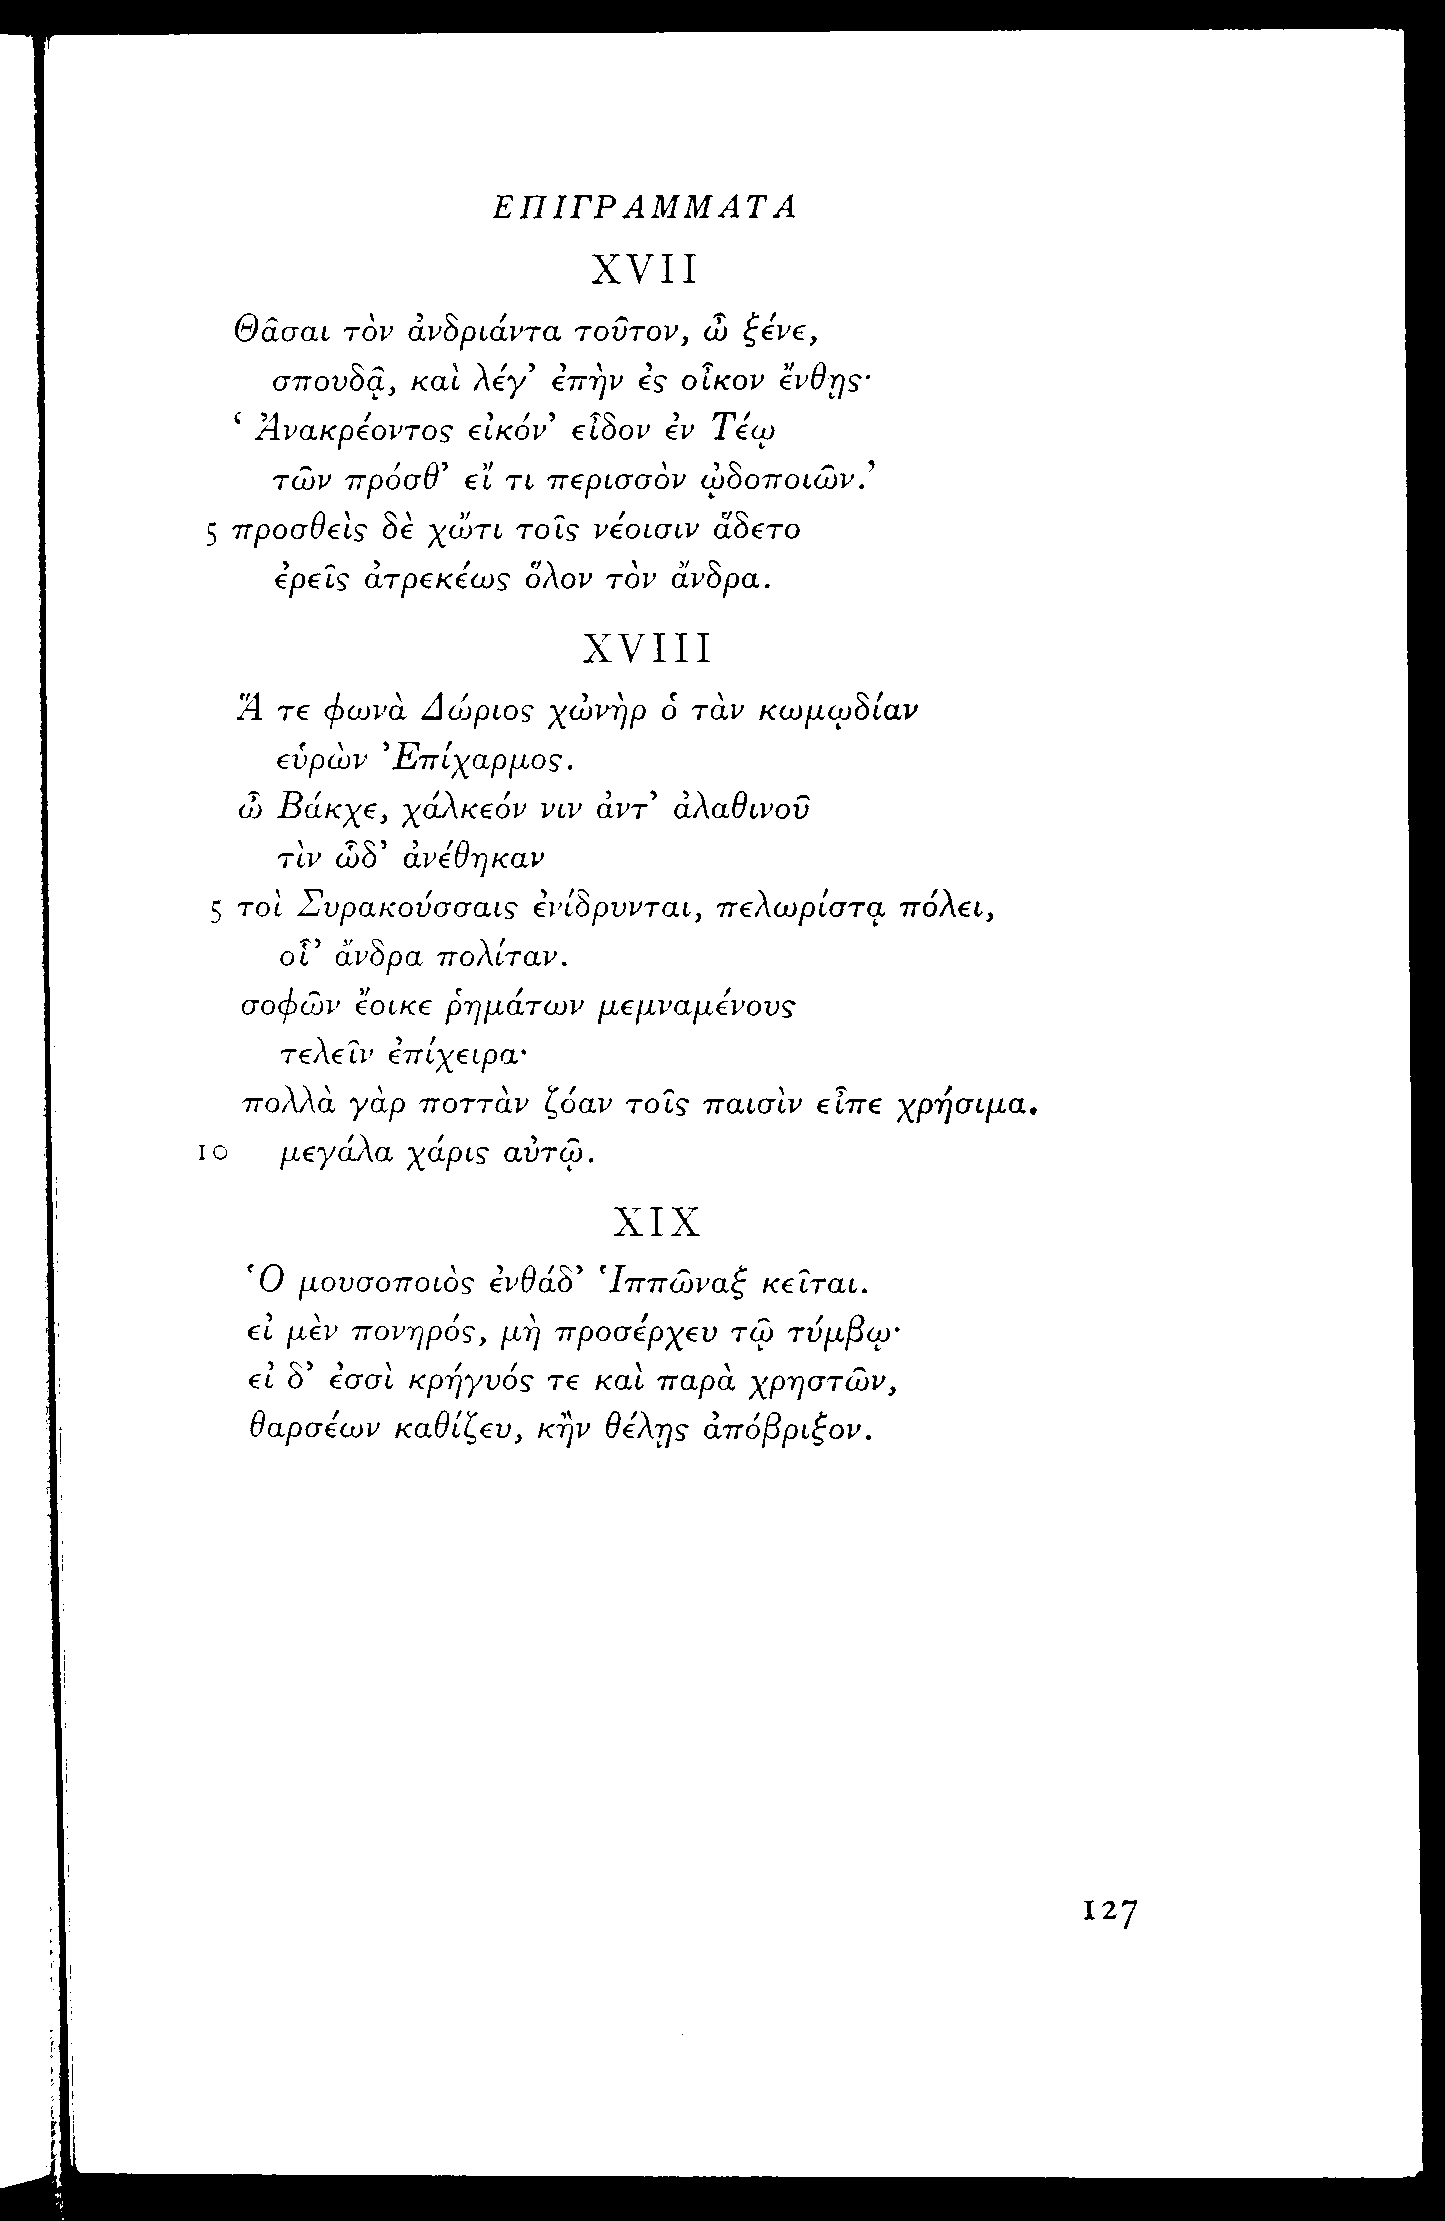 ΕΠΙΓΡΑΜΜΑΤΑ
XVII
Θᾶσαι τὸν ἀνδριάντα τοῦτον, ὦ ξένε,
σπουδᾷ, καὶ λέγ’ ἐπὴν ἐς οἶκον ἔνθῃς·
‘Ἀνακρέοντος εἰκόν’ εἶδον ἐν Τέῳ
τῶν πρόσθ’ εἴ τι περισσὸν ᾠδοποιῶν.’
5 προσθεὶς δὲ χὤτι τοῖς νέοισιν ἅδετο
ἐρεῖς ἀτρεκέως ὅλον τὸν ἄνδρα.
XVIII
Ἅ τε φωνὰ Δώριος χὠνὴρ ὁ τὰν κωμῳδίαν
εὑρὼν Ἐπίχαρμος.
ὦ Βάκχε, χάλκεόν νιν ἀντ’ ἀλαθινοῦ
τὶν ὧδ’ ἀνέθηκαν
5 τοὶ Συρακούσσαις ἐνίδρυνται, πελωρίστᾳ πόλει,
οἷ’ ἄνδρα πολίταν.
σοφῶν ἔοικε ῥημάτων μεμναμένους
τελεῖν ἐπίχειρα·
πολλὰ γὰρ ποττὰν ζόαν τοῖς παισὶν εἶπε χρήσιμα.
10 μεγάλα χάρις αὐτῷ.
XIX
Ὁ μουσοποιὸς ἐνθάδ’ Ἱππῶναξ κεῖται.
εἰ μὲν πονηρός, μὴ προσέρχευ τῷ τύμβῳ·
εἰ δ’ ἐσσὶ κρήγυός τε καὶ παρὰ χρηστῶν,
θαρσέων καθίζευ, κἢν θέλῃς ἀπόβριξον.
127